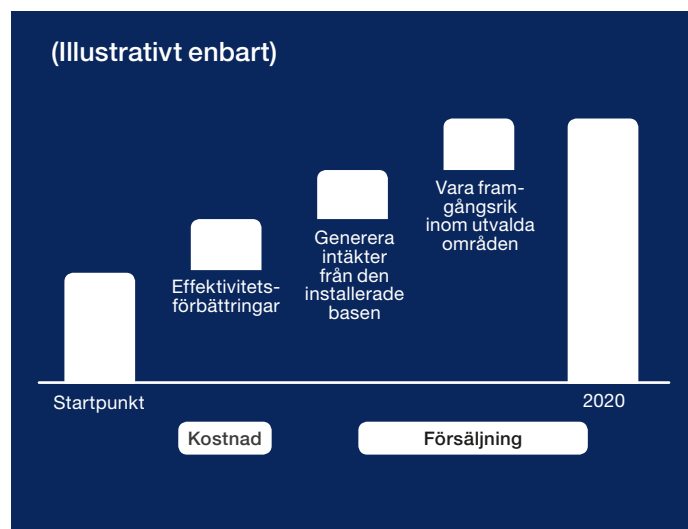 (Illustrativt enbart)
Vara fram-
gångsrik
inom utvalda
områden
Generera
intäkter
från den
installerade
basen
Effektivitets-
förbättringar
Startpunkt
2020
Kostnad
Försäljning